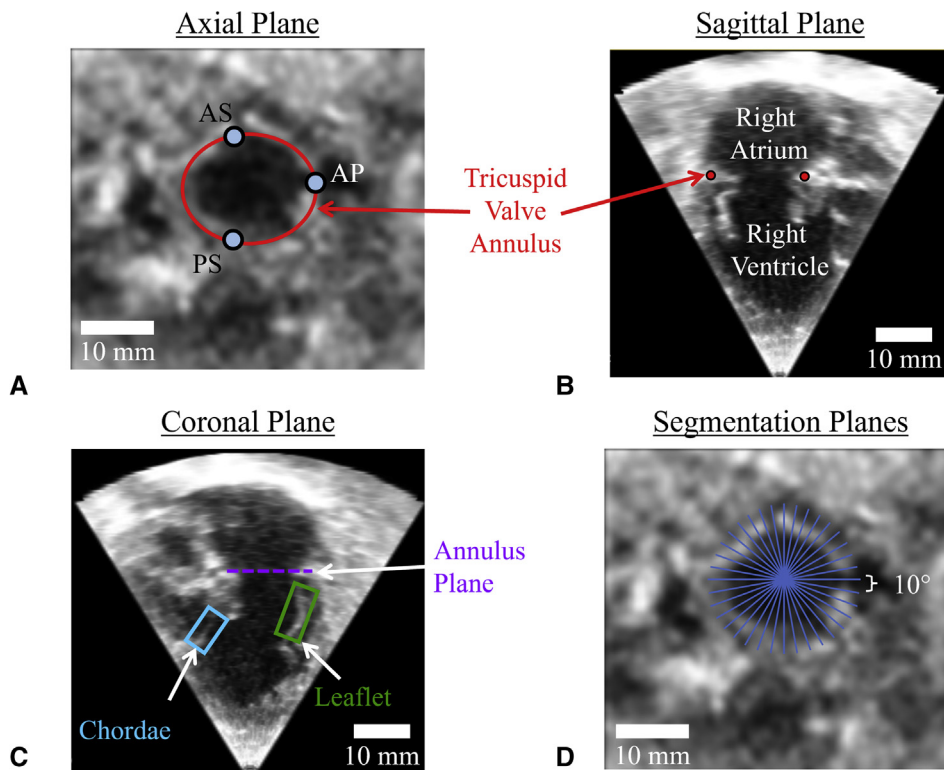 Axial Plane
AS
AP
PS
10 mm
A
Tricuspid
Valve
Annulus
Sagittal Plane
Right
Atrium
Right
Ventricle
10 mm
B
Coronal Plane
Annulus
Plane
Leaflet
Chordae
10 mm
C
Segmentation Planes
10°
10 mm
D